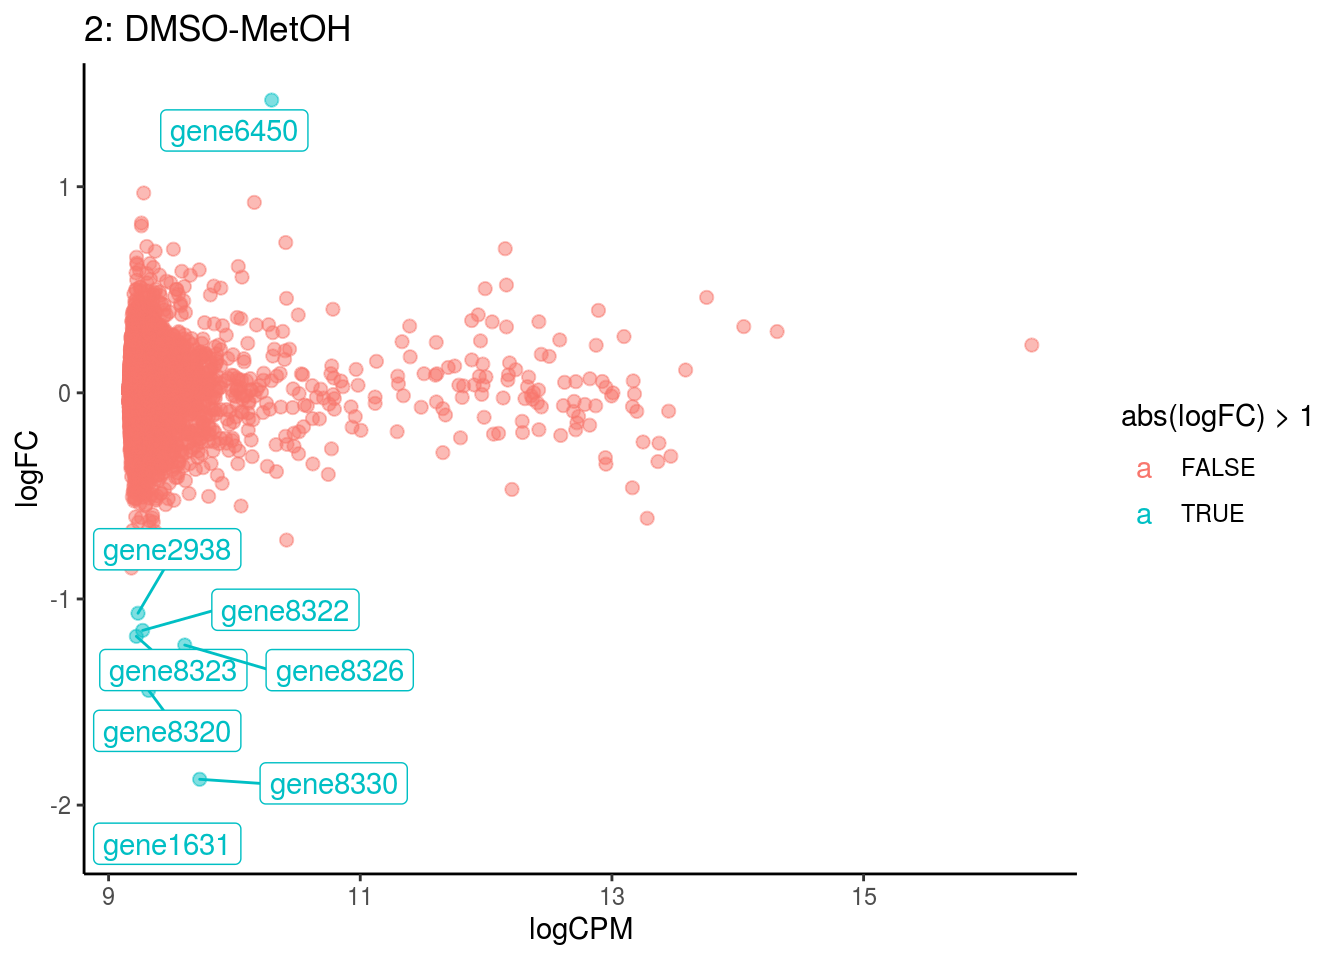 2: DMSO-MetOH
gene6450
1
0
-1
-2
logFC
gene2938
gene8322
gene8323
gene8326
gene8320
gene8330
gene1631
9
11
13
15
logCPM
abs(logFC) > 1
a FALSE
a TRUE